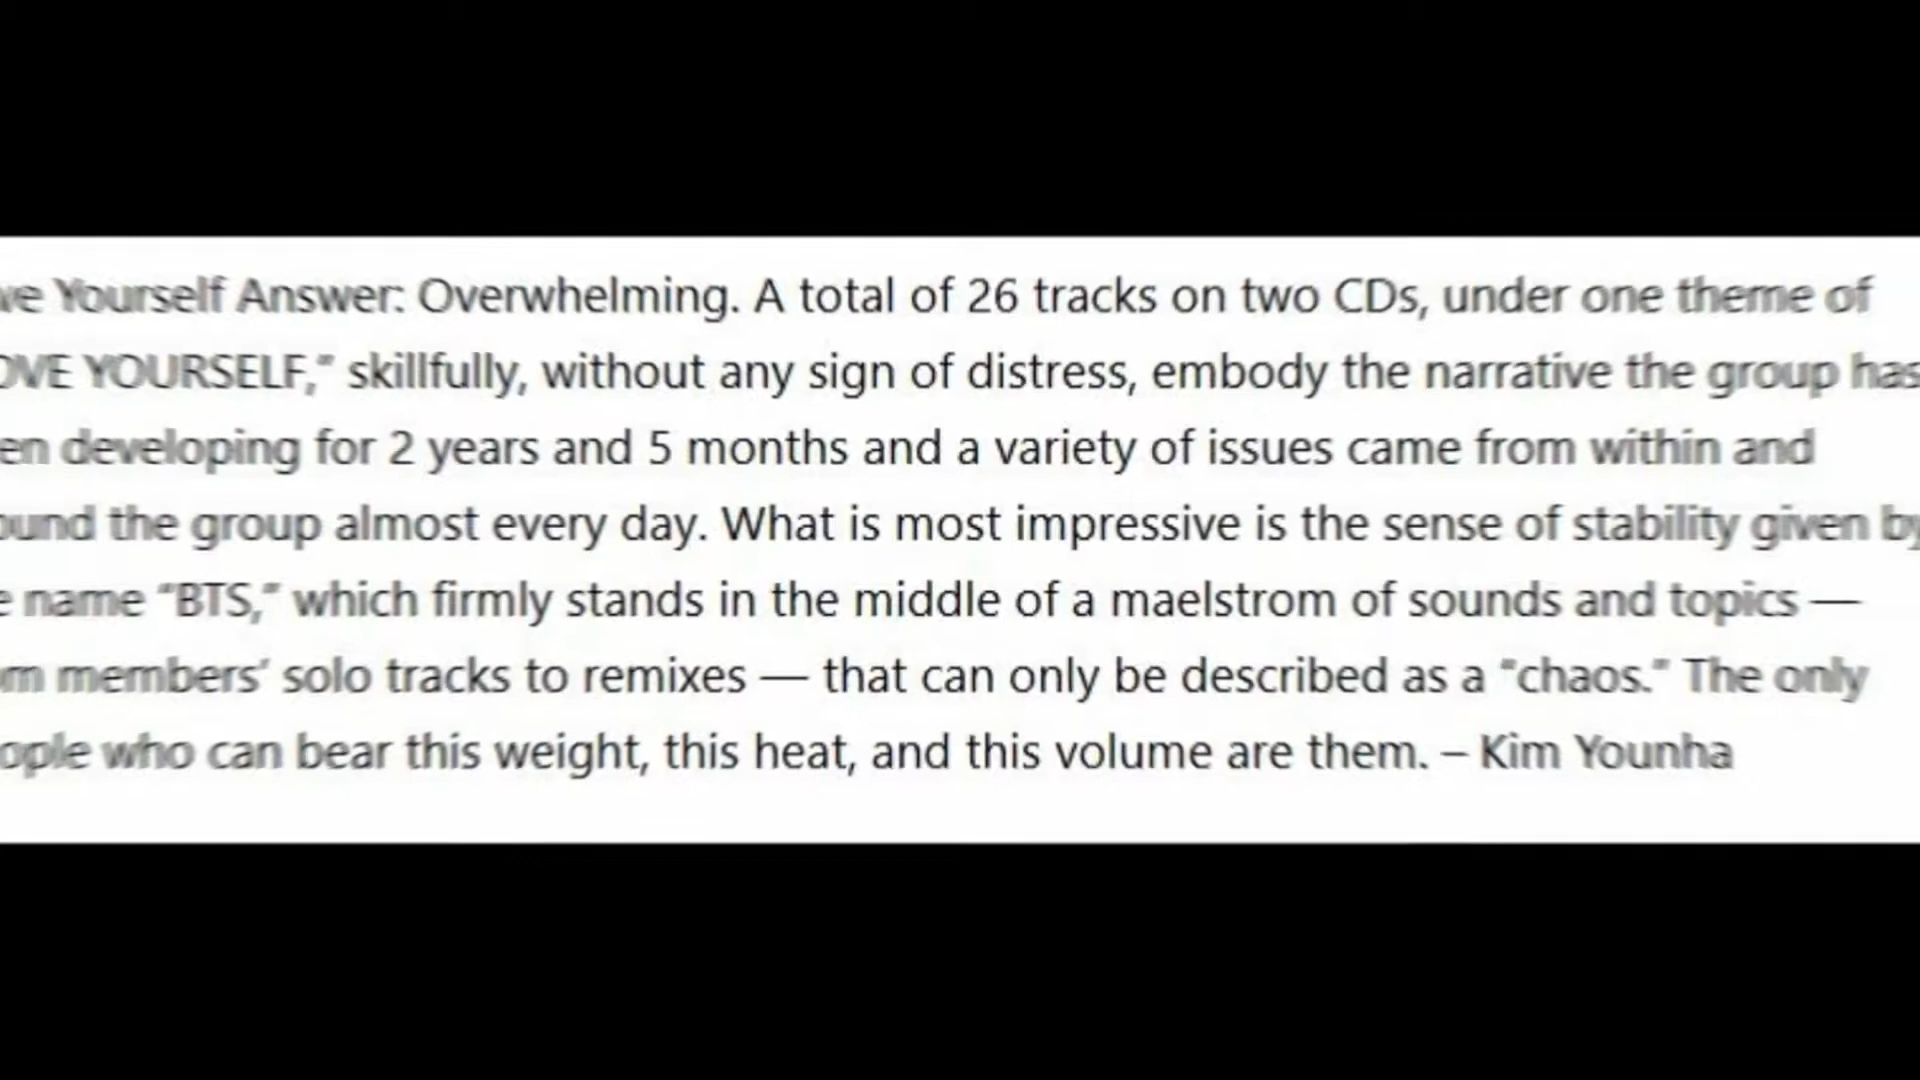 ve Yourself Answer: Overwhelming. A total of 26 tracks on two CDs, under one theme of
OVE YOURSELF,” skillfully, without any sign of distress, embody the narrative the group has
en developing for 2 years and 5 months and a variety of issues came from within and
ound the group almost every day. What is most impressive is the sense of stability given by
e name “BTS,” which firmly stands in the middle of a maelstrom of sounds and topics —
om members’ solo tracks to remixes — that can only be described as a “chaos.” The only
ople who can bear this weight, this heat, and this volume are them. – Kim Younha